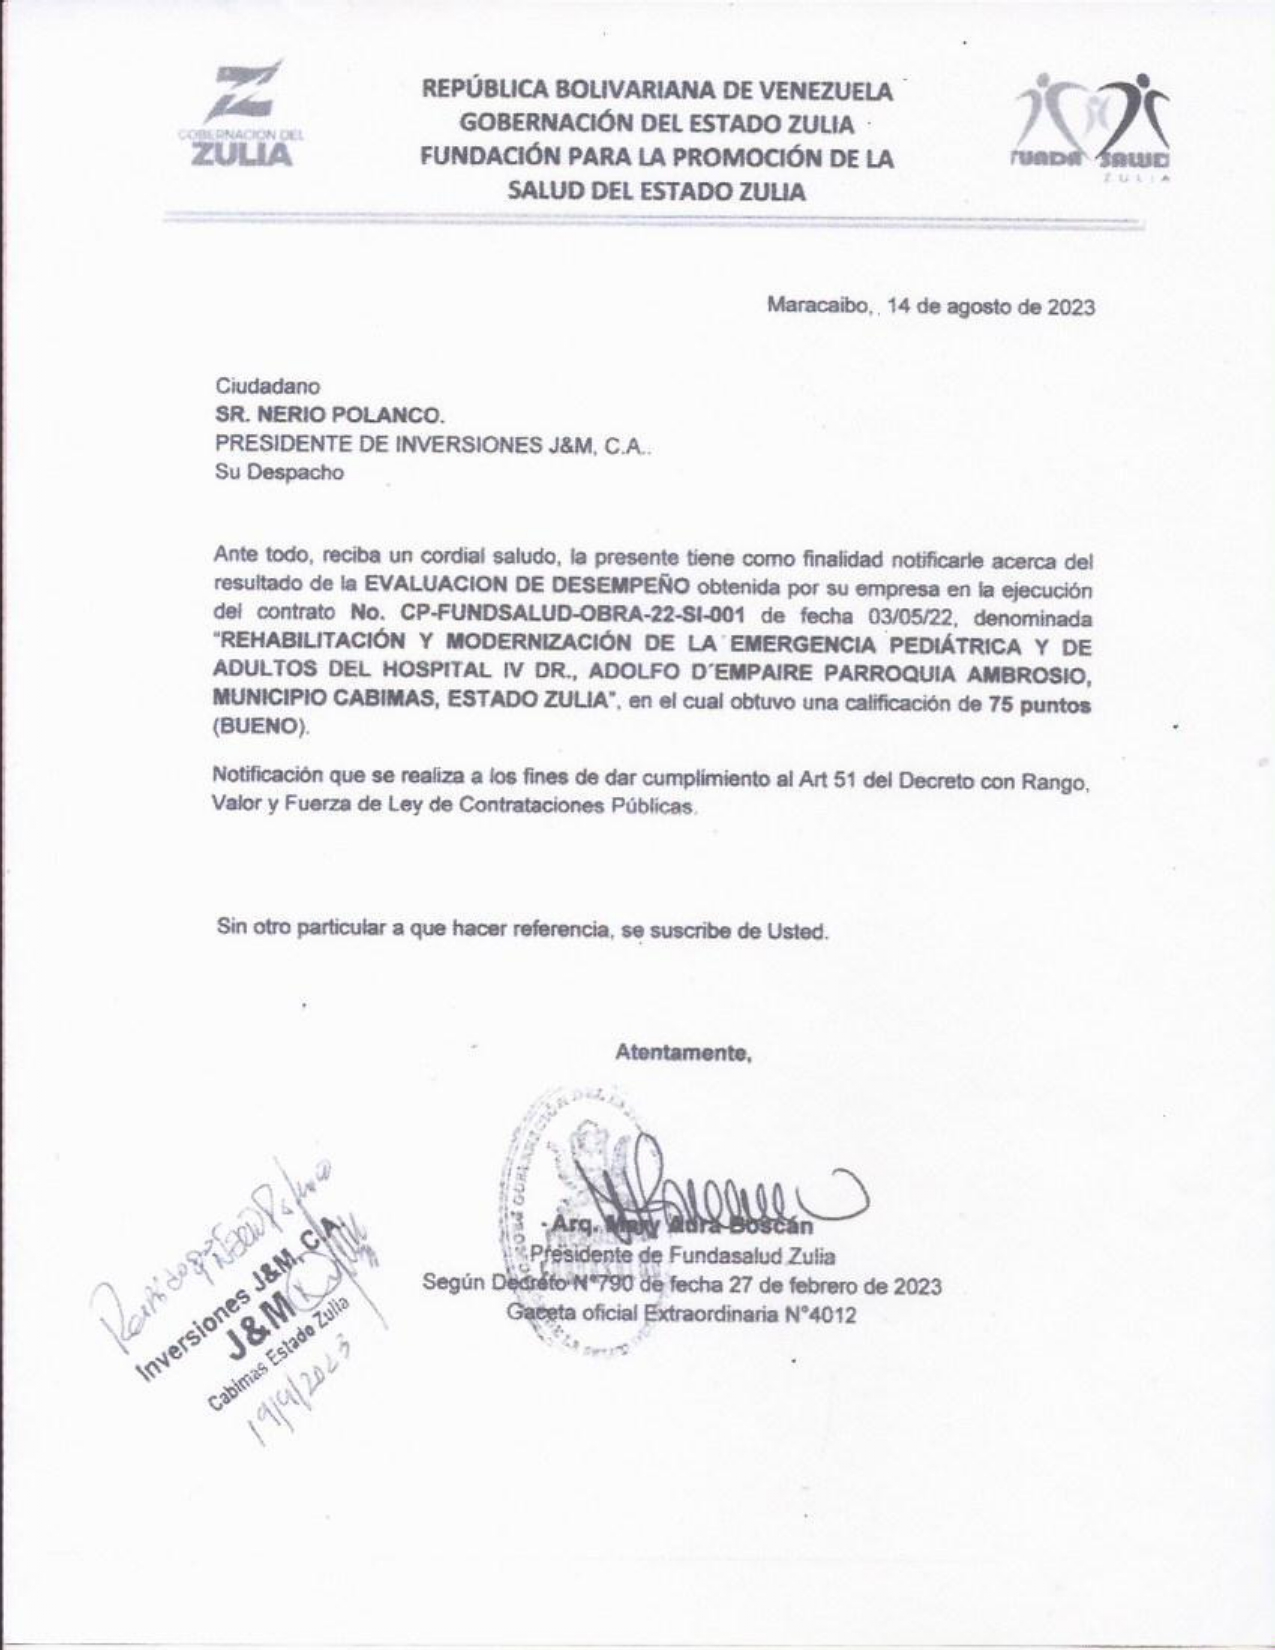 GOBERNACIÓN DEL
ZULIA
REPÚBLICA BOLIVARIANA DE VENEZUELA
GOBERNACIÓN DEL ESTADO ZULIA
FUNDACIÓN PARA LA PROMOCIÓN DE LA
SALUD DEL ESTADO ZULIA
FUNDA SALUD
ZULIA
Maracaibo, . 14 de agosto de 2023
Ciudadano
SR. NERIO POLANCO.
PRESIDENTE DE INVERSIONES J&M, C.A..
Su Despacho
Ante todo, reciba un cordial saludo, la presente tiene como finalidad notificarle acerca del
resultado de la EVALUACION DE DESEMPEÑO obtenida por su empresa en la ejecución
del contrato No. CP-FUNDSALUD-OBRA-22-SI-001 de fecha 03/05/22, denominada
"REHABILITACIÓN Y MODERNIZACIÓN DE LA EMERGENCIA PEDIÁTRICA Y DE
ADULTOS DEL HOSPITAL IV DR., ADOLFO D´EMPAIRE PARROQUIA AMBROSIO,
MUNICIPIO CABIMAS, ESTADO ZULIA", en el cual obtuvo una calificación de 75 puntos
(BUENO).
Notificación que se realiza a los fines de dar cumplimiento al Art 51 del Decreto con Rango,
Valor y Fuerza de Ley de Contrataciones Públicas.
Sin otro particular a que hacer referencia, se suscribe de Usted.
Atentamente,
Arq. Mary Adra Boscán
Presidente de Fundasalud Zulia
Según Decreto N°790 de fecha 27 de febrero de 2023
Gaceta oficial Extraordinaria N°4012
Inversiones J&M, C.A.
J&M
Cabimas Estado Zulia
19/9/2023